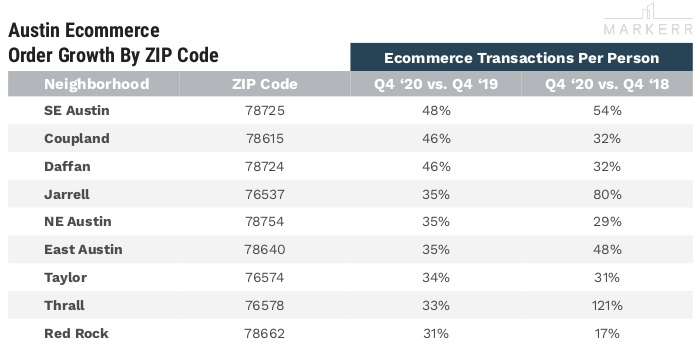 Austin Ecommerce
Order Growth By ZIP Code
MARKERR
Ecommerce Transactions Per Person
Neighborhood ZIP Code Q4 ‘20 vs. Q4 ‘19 Q4 ‘20 vs. Q4 ‘18
SE Austin 78725 48% 54%
Coupland 78615 46% 32%
Daffan 78724 46% 32%
Jarrell 76537 35% 80%
NE Austin 78754 35% 29%
East Austin 78640 35% 48%
Taylor 76574 34% 31%
Thrall 76578 33% 121%
Red Rock 78662 31% 17%